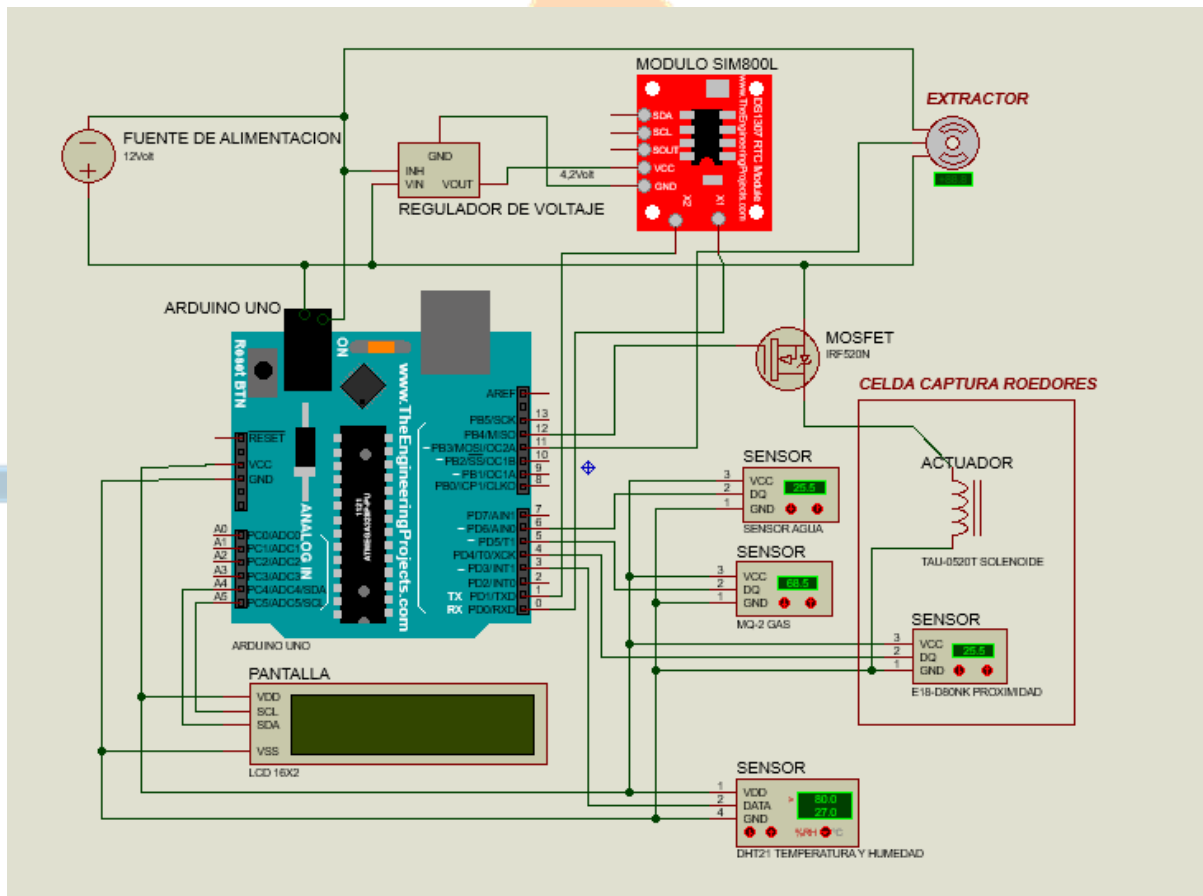 MODULO SIM800L
DS1307 RTC Module
www.TheEngineeringProjects.com
SDA
SCL
SOUT
VCC
GND
X2
X1
EXTRACTOR
FUENTE DE ALIMENTACION
12Volt
GND
INH
VIN
VOUT
4,2Volt
REGULADOR DE VOLTAJE
ARDUINO UNO
Reset BTN
ON
www.TheEngineeringProjects.com
ANALOG IN
RESET
VCC
GND
A0
A1
A2
A3
A4
A5
PC0/ADC0
PC1/ADC1
PC2/ADC2
PC3/ADC3
PC4/ADC4/SDA
PC5/ADC5/SCL
AREF
PB5/SCK 13
PB4/MISO 12
~PB3/MOSI/OC2A 11
~PB2/SS/OC1B 10
~PB1/OC1A 9
PB0/ICP1/CLKO 8
PD7/AIN1 7
~PD6/AIN0 6
~PD5/T1 5
PD4/T0/XCK 4
~PD3/INT1 3
PD2/INT0 2
TX PD1/TXD 1
RX PD0/RXD 0
ARDUINO UNO
MOSFET
IRF520N
CELDA CAPTURA ROEDORES
ACTUADOR
TAU-0520T SOLENOIDE
SENSOR
3 VCC
2 DQ
1 GND
25.5
SENSOR AGUA
SENSOR
3 VCC
2 DQ
1 GND
68.5
MQ-2 GAS
SENSOR
3 VCC
2 DQ
1 GND
25.5
E18-D80NK PROXIMIDAD
PANTALLA
VDD
SCL
SDA
VSS
LCD 16X2
SENSOR
1 VDD
2 DATA
4 GND
> 80.0
27.0
%RH °C
DHT21 TEMPERATURA Y HUMEDAD